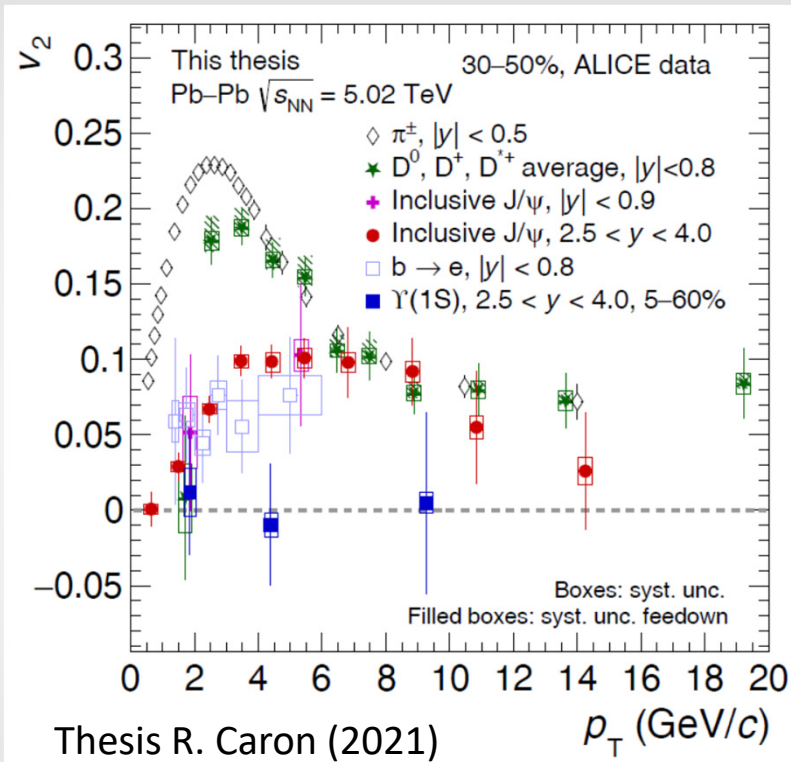 v₂
This thesis
30–50%, ALICE data
Pb–Pb √sNN = 5.02 TeV
π±, |y| < 0.5
D⁰, D⁺, D*⁺ average, |y|<0.8
Inclusive J/ψ, |y| < 0.9
Inclusive J/ψ, 2.5 < y < 4.0
b → e, |y| < 0.8
ϒ(1S), 2.5 < y < 4.0, 5–60%
0.3
0.25
0.2
0.15
0.1
0.05
0
−0.05
Boxes: syst. unc.
Filled boxes: syst. unc. feedown
0 2 4 6 8 10 12 14 16 18 20
pT (GeV/c)
Thesis R. Caron (2021)